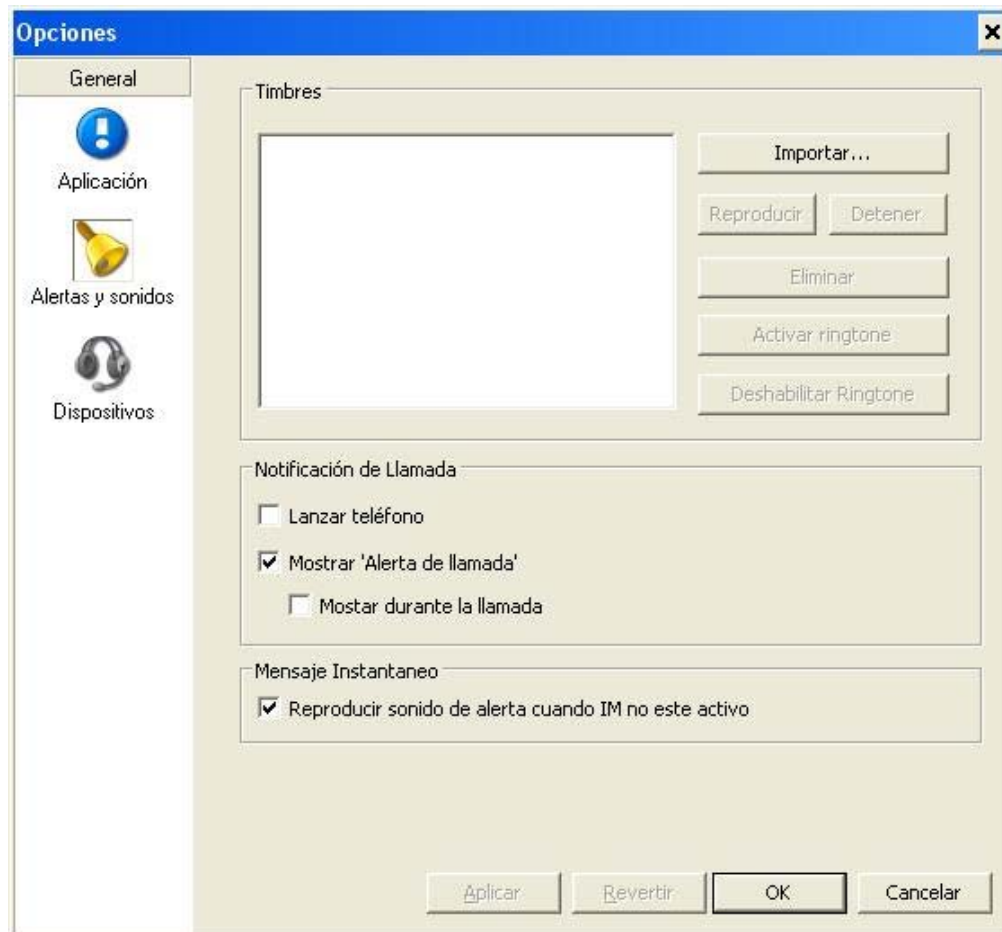 Opciones
General
Aplicación
Alertas y sonidos
Dispositivos
Timbres
Importar...
Reproducir Detener
Eliminar
Activar ringtone
Deshabilitar Ringtone
Notificación de Llamada
Lanzar teléfono
Mostrar 'Alerta de llamada'
Mostar durante la llamada
Mensaje Instantaneo
Reproducir sonido de alerta cuando IM no este activo
Aplicar Revertir OK Cancelar